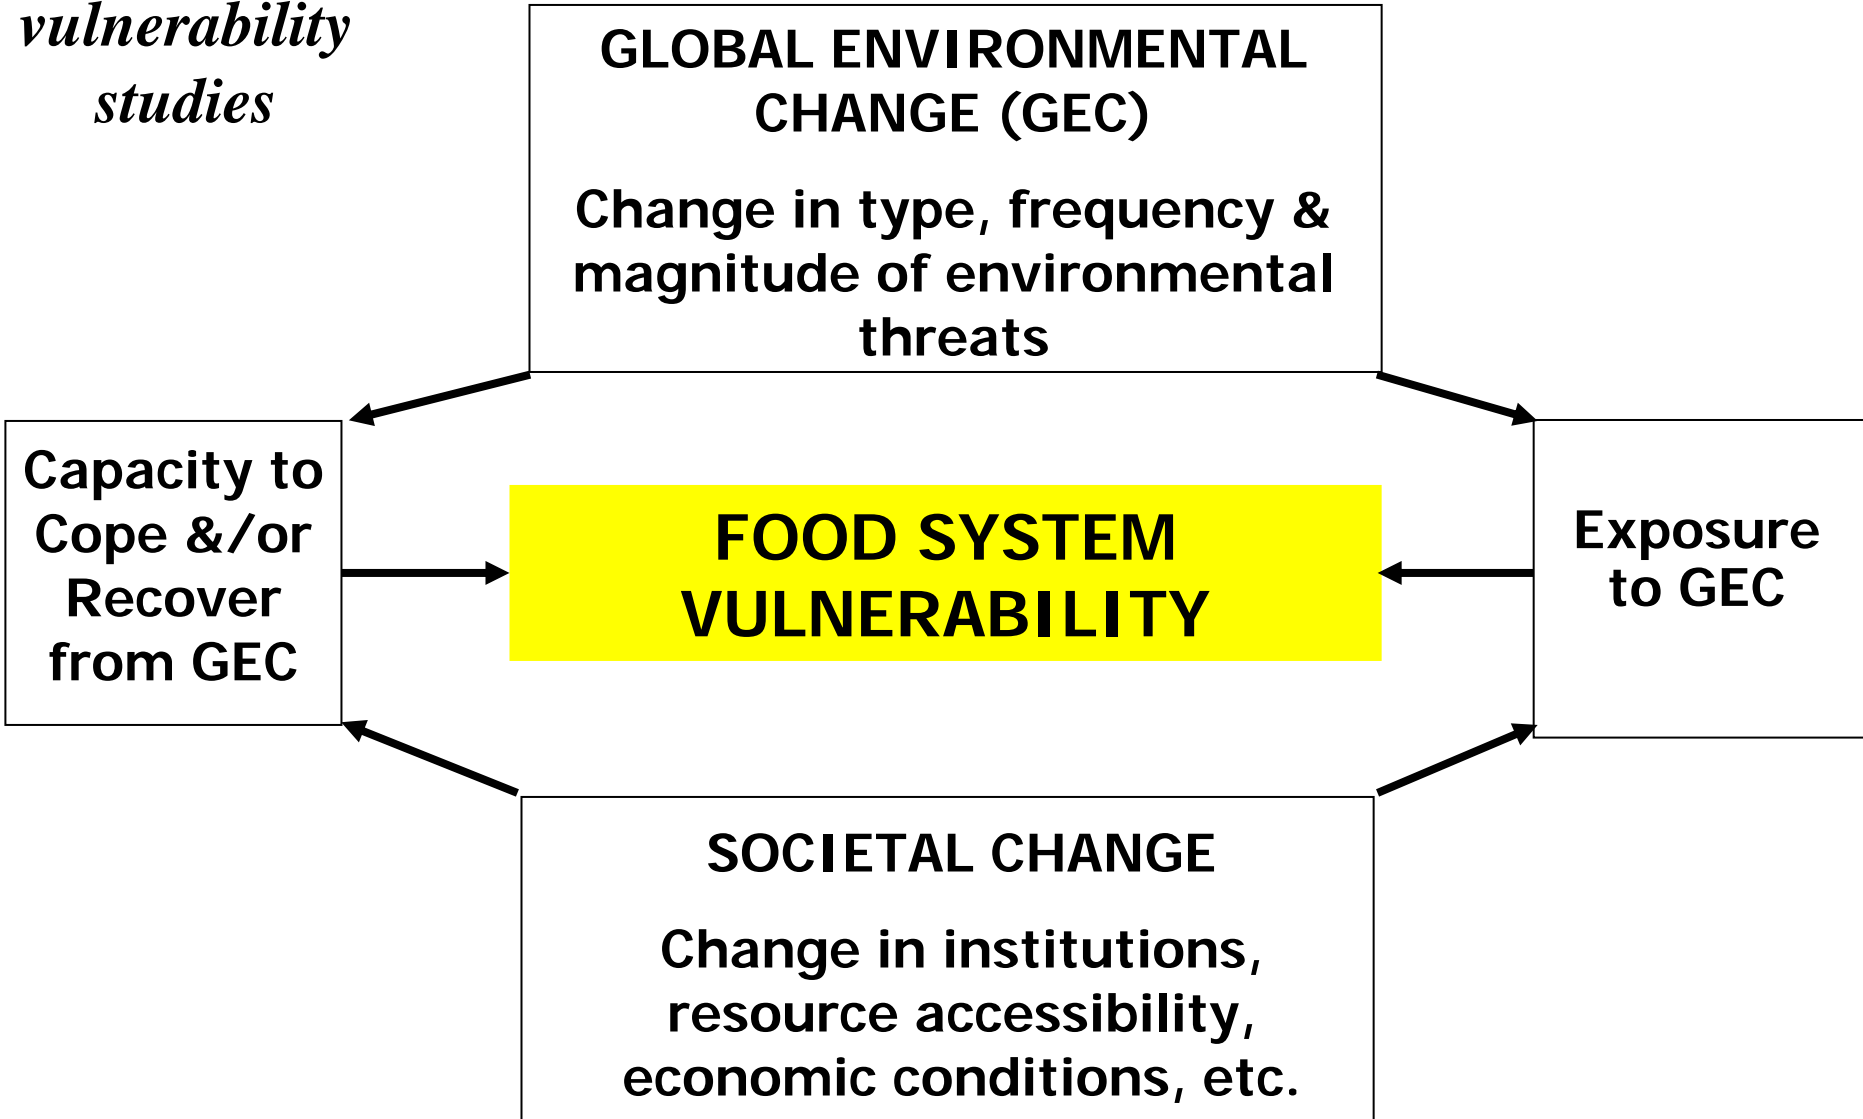 vulnerability
studies
GLOBAL ENVIRONMENTAL
CHANGE (GEC)
Change in type, frequency &
magnitude of environmental
threats
Capacity to
Cope &/or
Recover
from GEC
FOOD SYSTEM
VULNERABILITY
Exposure
to GEC
SOCIETAL CHANGE
Change in institutions,
resource accessibility,
economic conditions, etc.